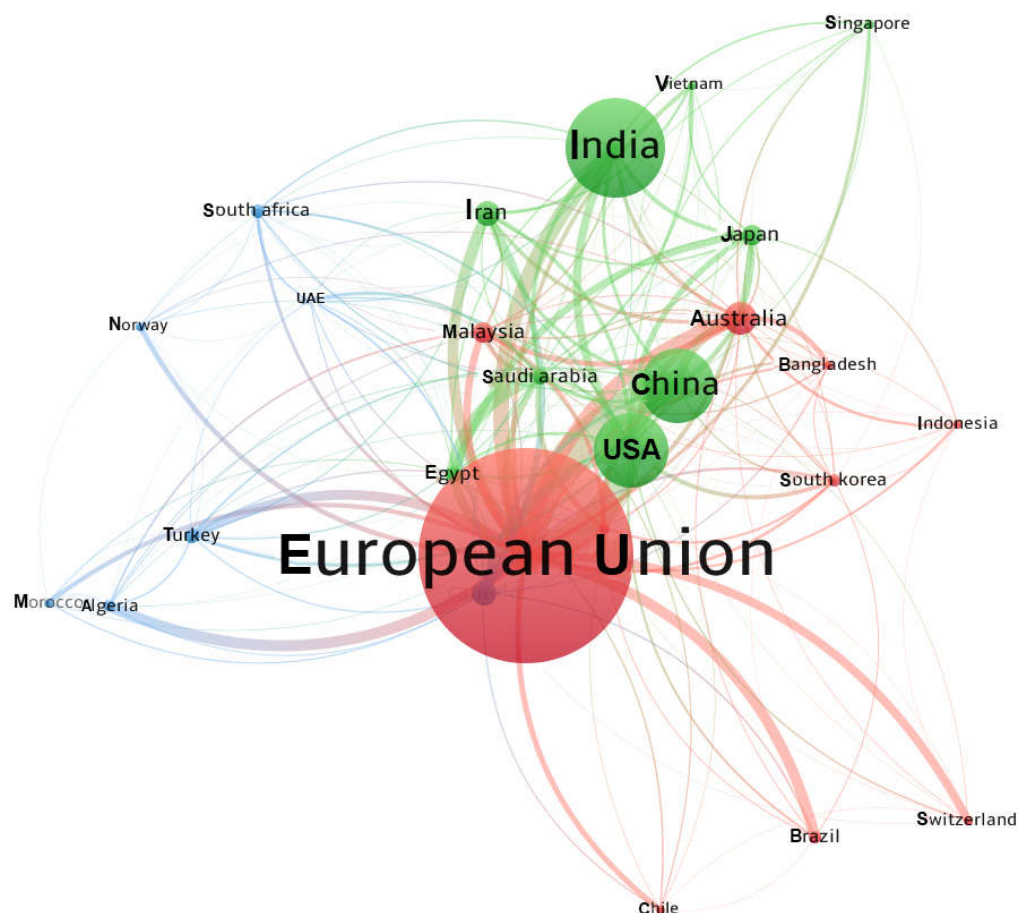 Singapore
Vietnam
India
South africa
Iran
Japan
UAE
Norway
Malaysia
Australia
Saudi arabia
China
Bangladesh
Indonesia
USA
Egypt
South korea
Turkey
European Union
Morocco
Algeria
Switzerland
Brazil
Chile